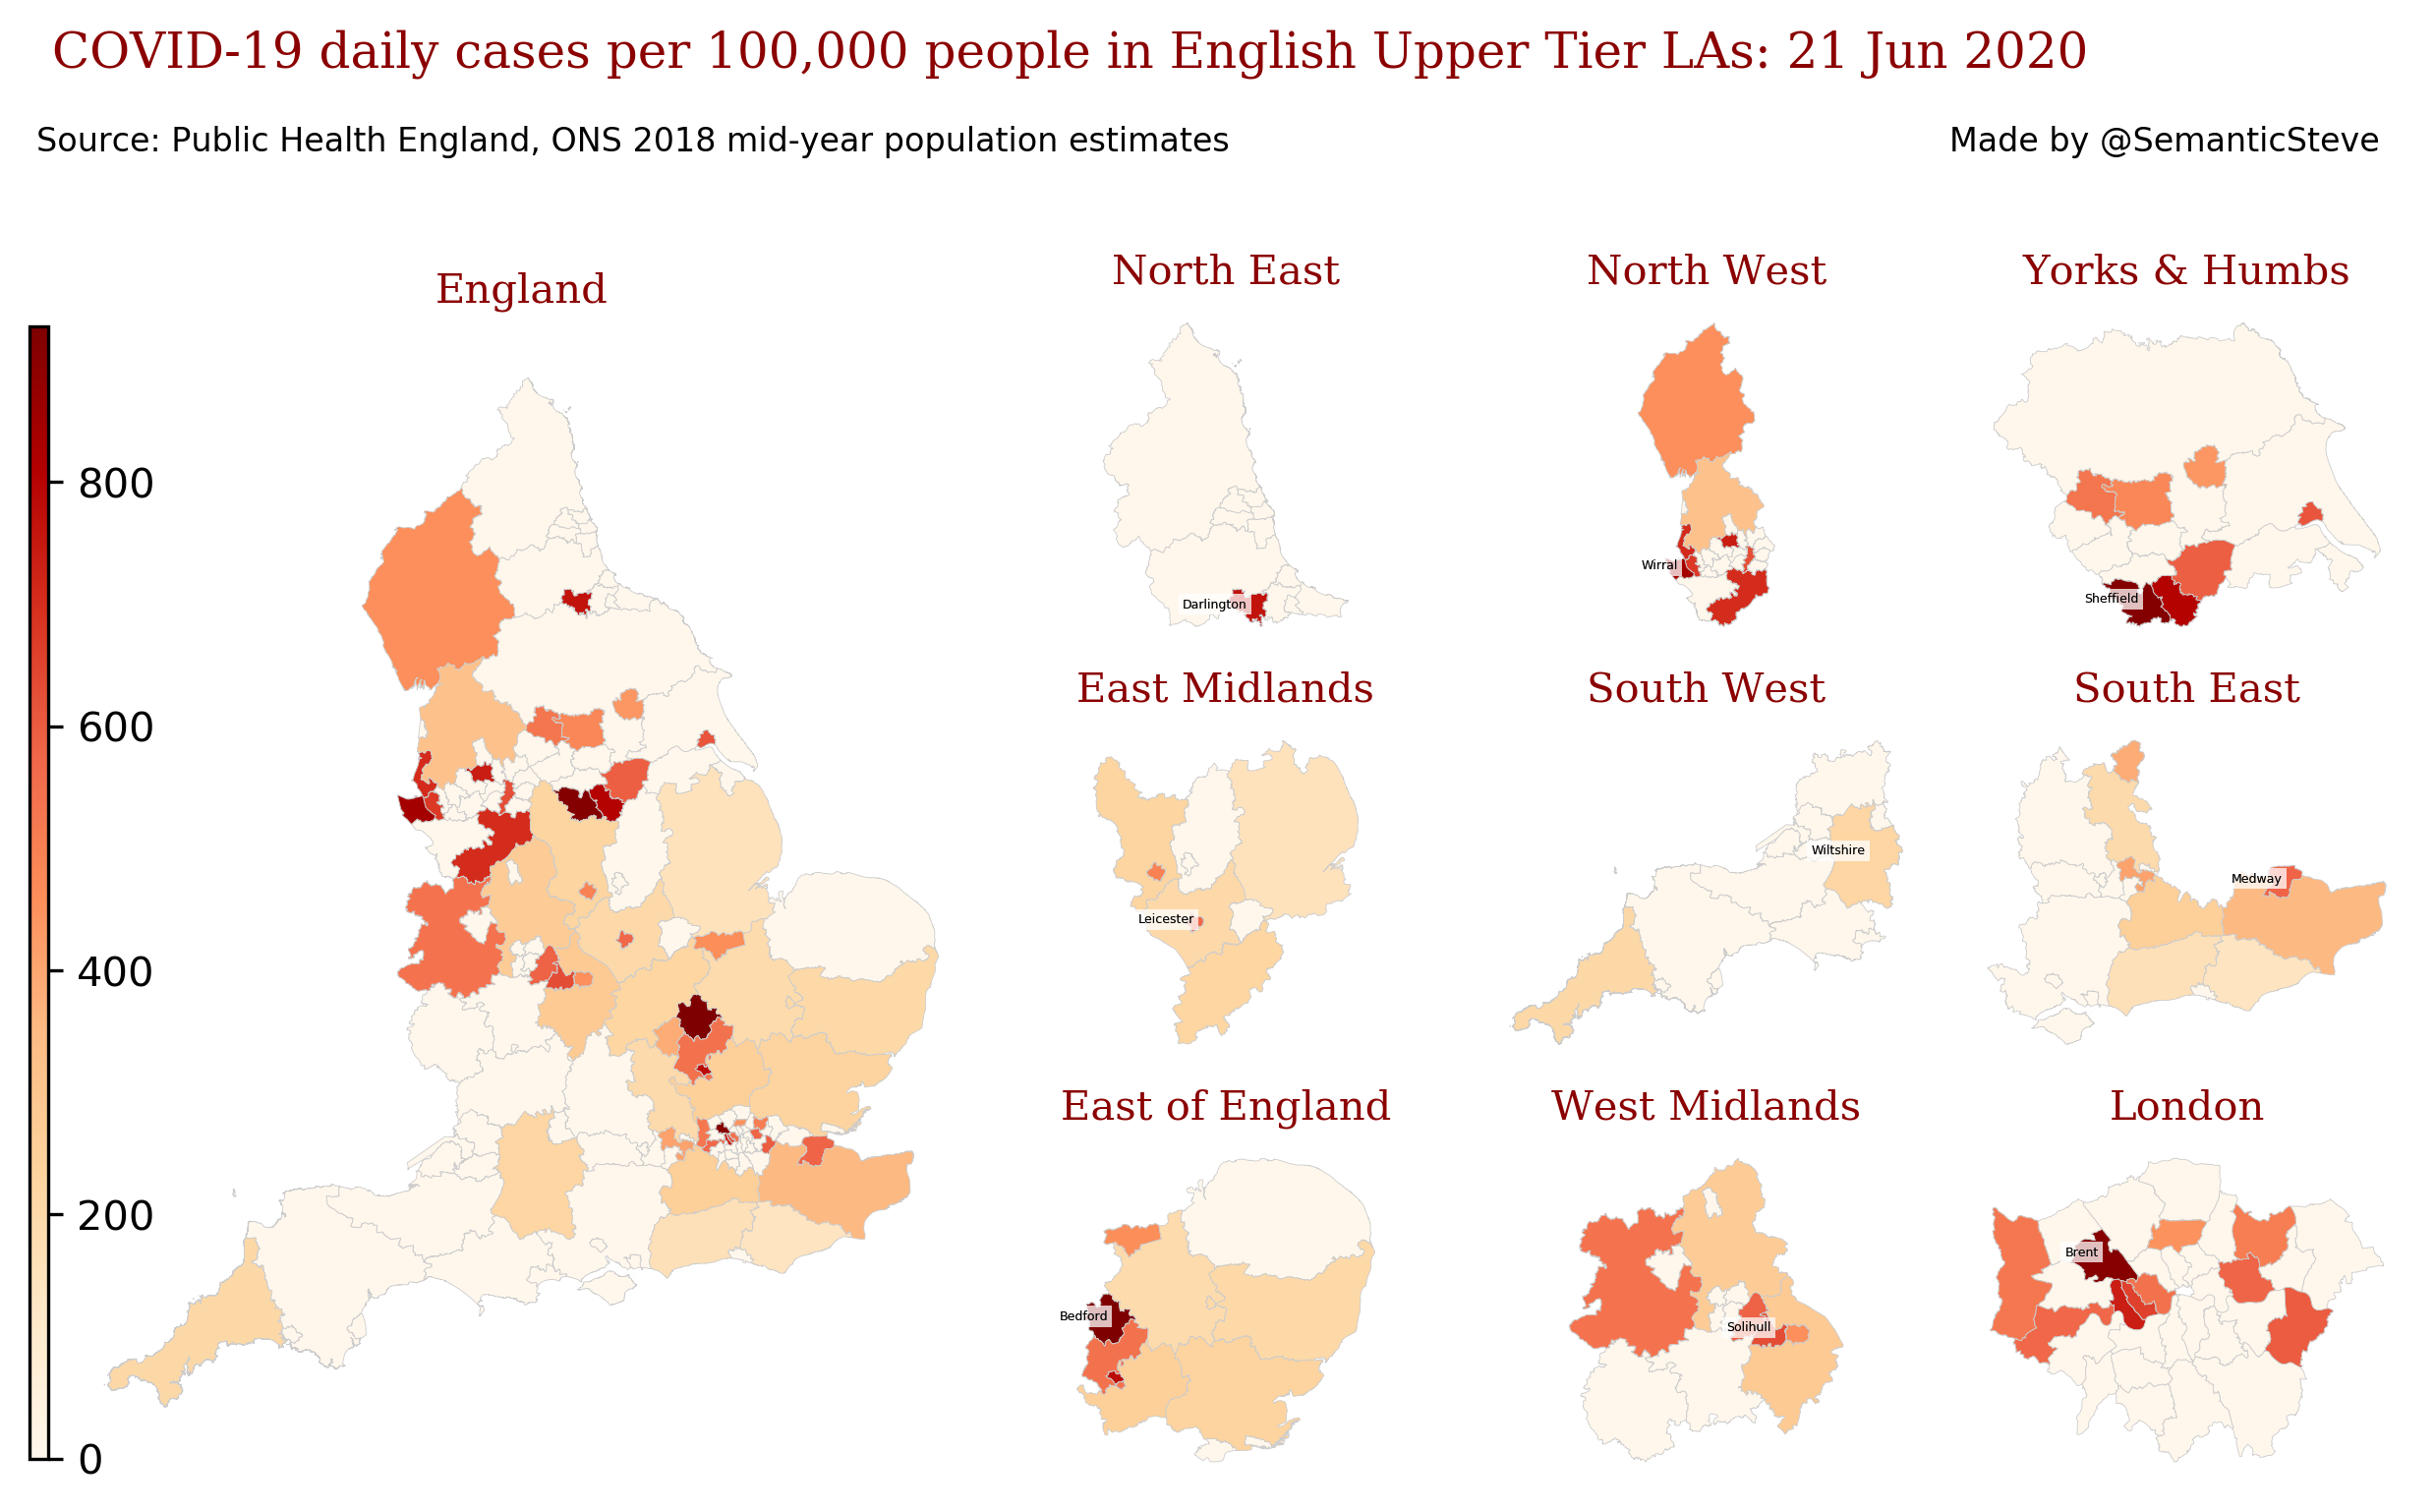 COVID-19 daily cases per 100,000 people in English Upper Tier LAs: 21 Jun 2020
Source: Public Health England, ONS 2018 mid-year population estimates
Made by @SemanticSteve
England
800
600
400
200
0
North East
Darlington
North West
Wirral
Yorks & Humbs
Sheffield
East Midlands
Leicester
South West
Wiltshire
South East
Medway
East of England
Bedford
West Midlands
Solihull
London
Brent